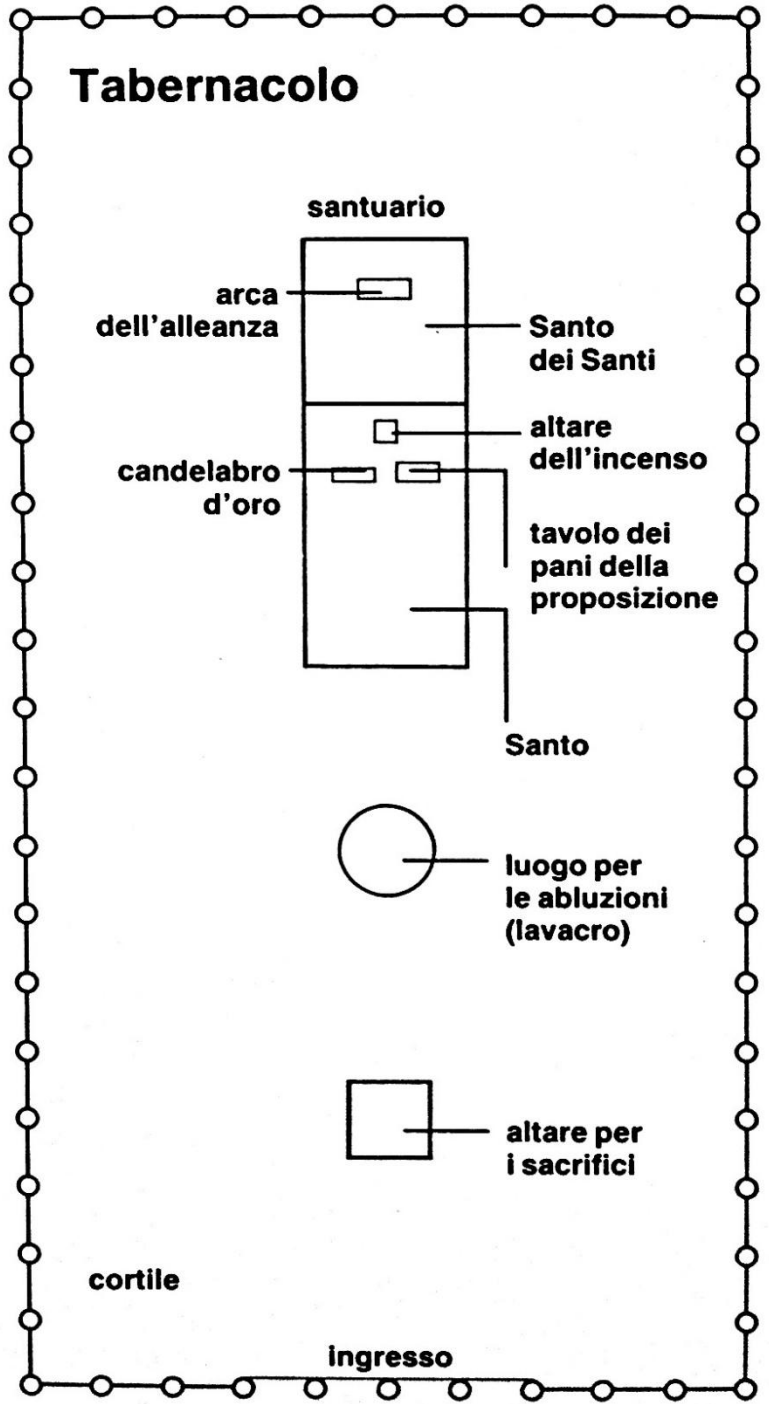 Tabernacolo
santuario
arca
dell'alleanza
Santo
dei Santi
altare
dell'incenso
candelabro
d'oro
tavolo dei
pani della
proposizione
Santo
luogo per
le abluzioni
(lavacro)
altare per
i sacrifici
cortile
ingresso